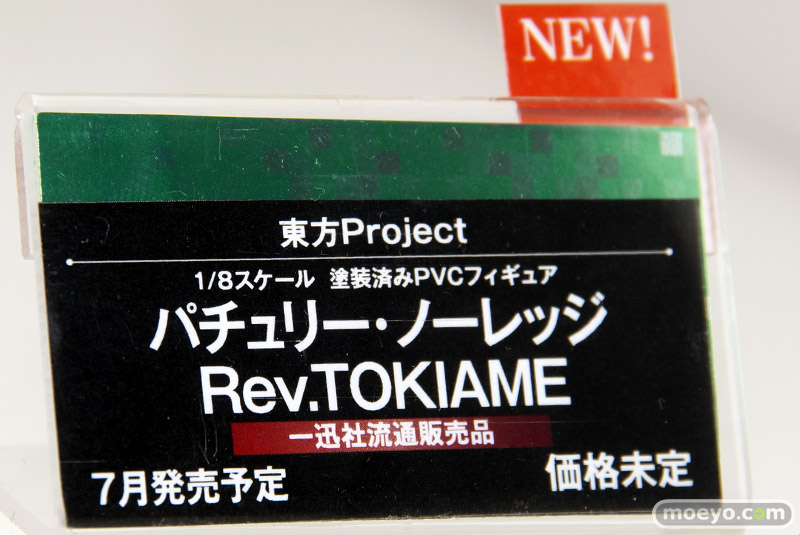 NEW!
東方Project
1/8スケール 塗装済みPVCフィギュア
パチュリー・ノーレッジ
Rev.TOKIAME
一迅社流通販売品
7月発売予定
価格未定
moeyo.com